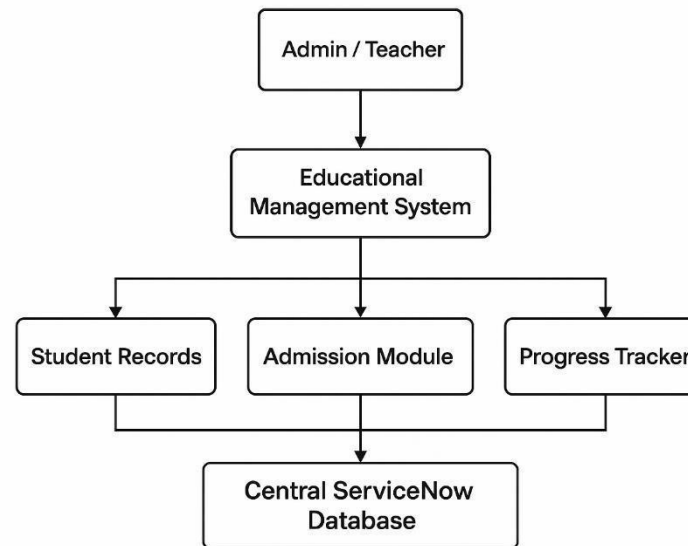 Admin / Teacher
Educational
Management System
Student Records
Admission Module
Progress Tracker
Central ServiceNow
Database